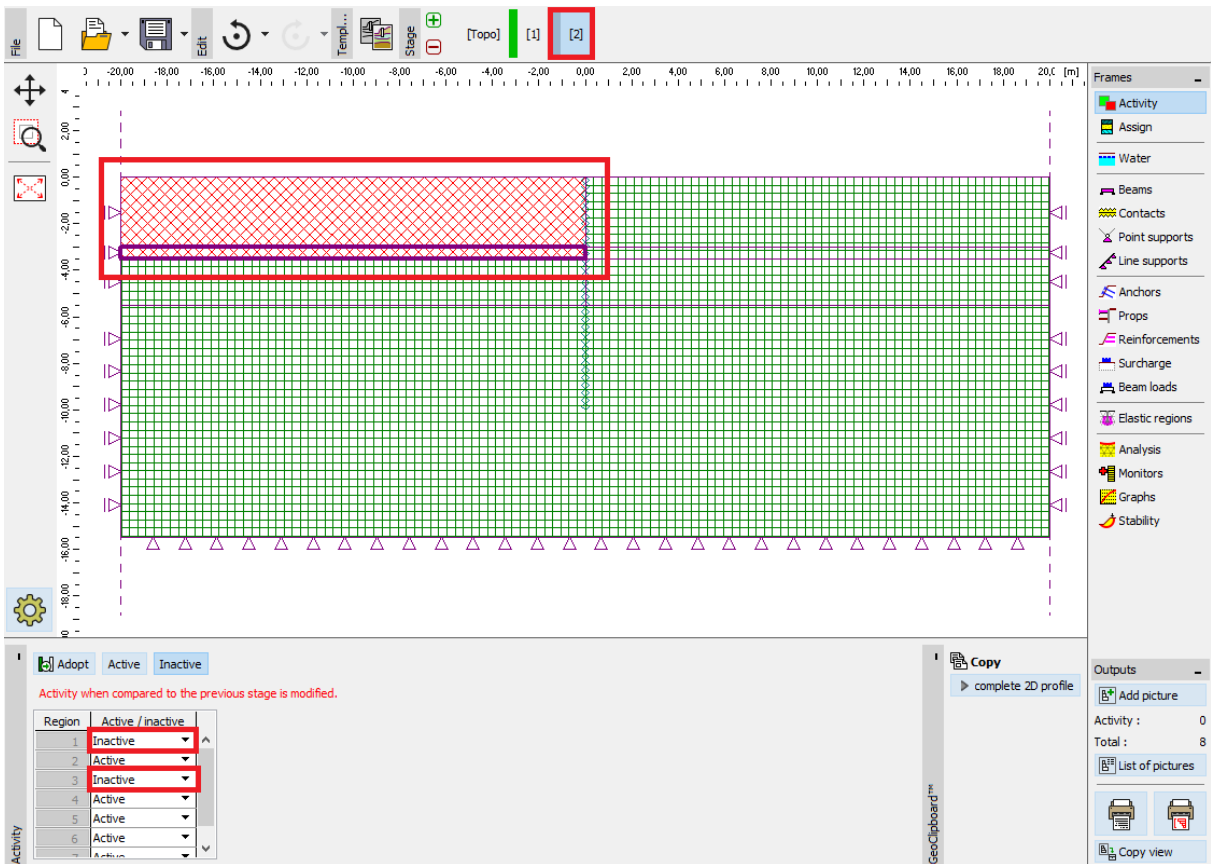 File
Edit
Templ...
Stage
[Topo]
[1]
[2]
-20,00 -18,00 -16,00 -14,00 -12,00 -10,00 -8,00 -6,00 -4,00 -2,00 0,00 2,00 4,00 6,00 8,00 10,00 12,00 14,00 16,00 18,00 [m]
2,00
0,00
-2,00
-4,00
-6,00
-8,00
-10,00
-12,00
-14,00
-16,00
-18,00
Frames
Activity
Assign
Water
Beams
Contacts
Point supports
Line supports
Anchors
Props
Reinforcements
Surcharge
Beam loads
Elastic regions
Analysis
Monitors
Graphs
Stability
Activity
Adopt Active Inactive
Activity when compared to the previous stage is modified.
Region Active / inactive
1 Inactive
2 Active
3 Inactive
4 Active
5 Active
6 Active
GeoClipboard™
Copy
complete 2D profile
Outputs
Add picture
Activity : 0
Total : 8
List of pictures
Copy view